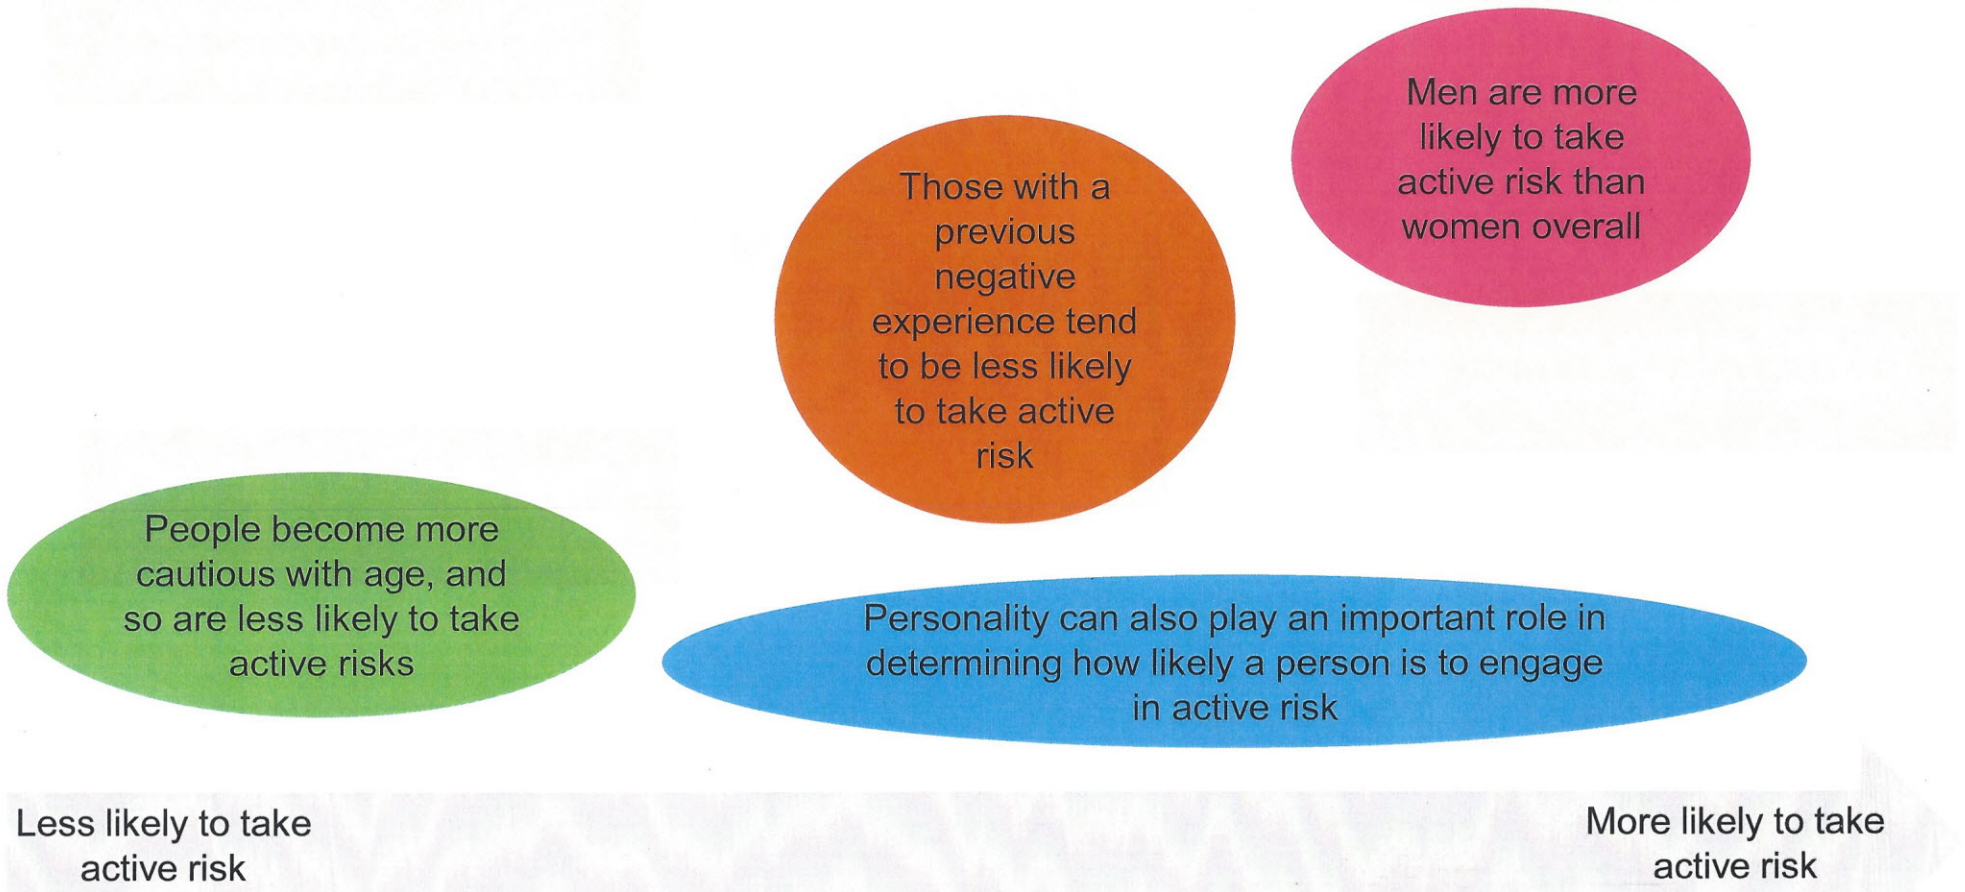 Men are more
likely to take
active risk than
women overall
Those with a
previous
negative
experience tend
to be less likely
to take active
risk
People become more
cautious with age, and
so are less likely to take
active risks
Personality can also play an important role in
determining how likely a person is to engage
in active risk
Less likely to take
active risk
More likely to take
active risk